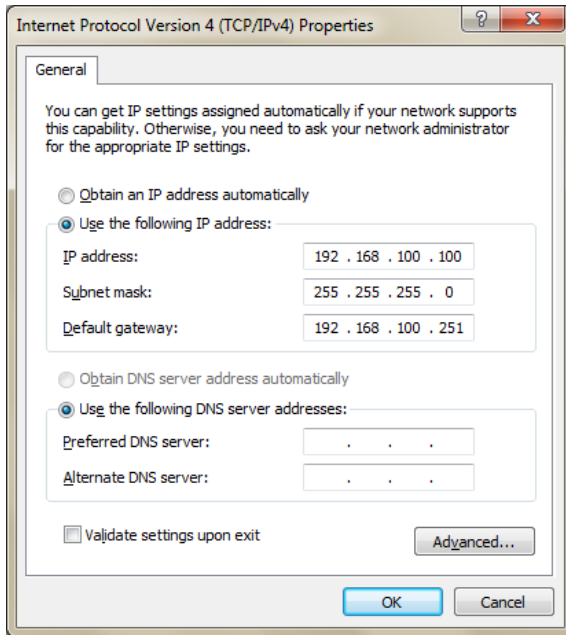 Internet Protocol Version 4 (TCP/IPv4) Properties
General
You can get IP settings assigned automatically if your network supports
this capability. Otherwise, you need to ask your network administrator
for the appropriate IP settings.
Obtain an IP address automatically
Use the following IP address:
IP address: 192 . 168 . 100 . 100
Subnet mask: 255 . 255 . 255 . 0
Default gateway: 192 . 168 . 100 . 251
Obtain DNS server address automatically
Use the following DNS server addresses:
Preferred DNS server: . . .
Alternate DNS server: . . .
Validate settings upon exit
Advanced...
OK Cancel